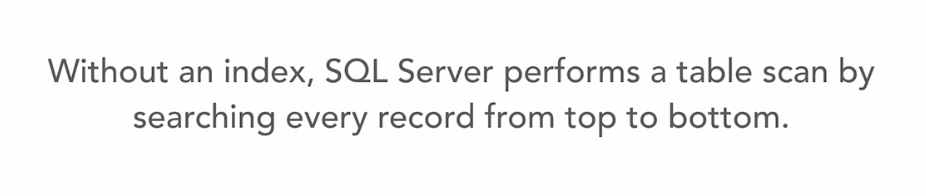 Without an index, SQL Server performs a table scan by
searching every record from top to bottom.